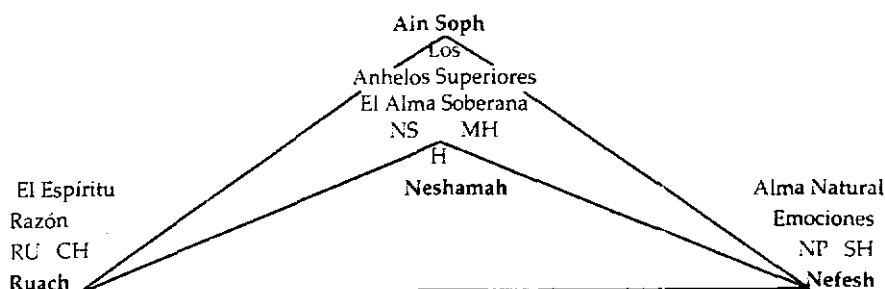 Ain Soph
Los
Anhelos Superiores
El Alma Soberana
NS MH
H
Neshamah
El Espíritu
Razón
RU CH
Ruach
Alma Natural
Emociones
NP SH
Nefesh